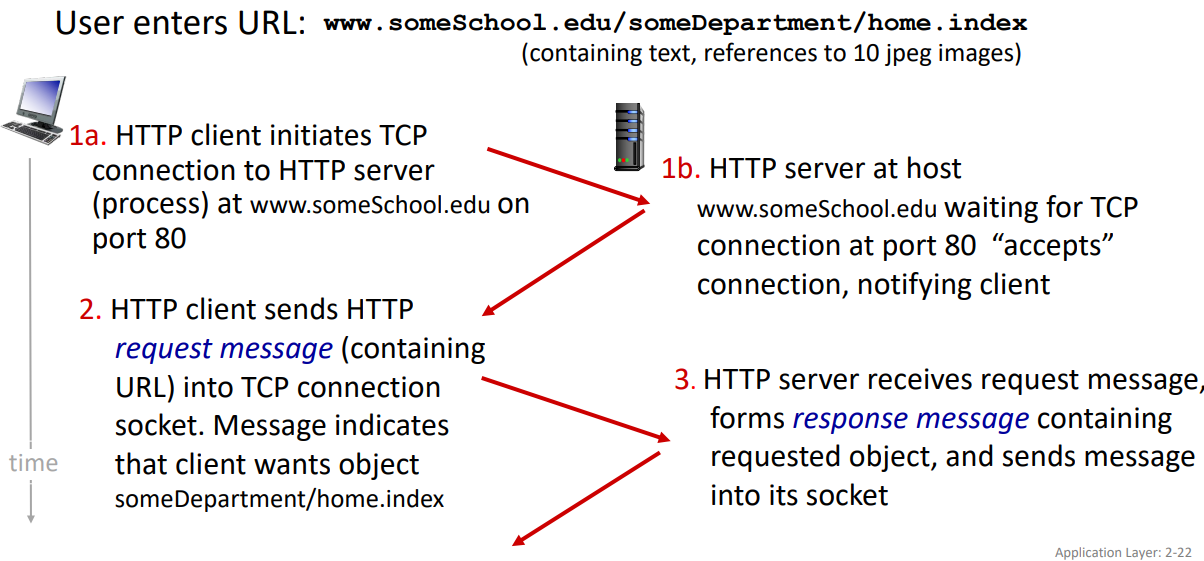 User enters URL: www.someSchool.edu/someDepartment/home.index
(containing text, references to 10 jpeg images)
1a. HTTP client initiates TCP
connection to HTTP server
(process) at www.someSchool.edu on
port 80
1b. HTTP server at host
www.someSchool.edu waiting for TCP
connection at port 80 “accepts”
connection, notifying client
2. HTTP client sends HTTP
request message (containing
URL) into TCP connection
socket. Message indicates
that client wants object
someDepartment/home.index
3. HTTP server receives request message,
forms response message containing
requested object, and sends message
into its socket
time
Application Layer: 2-22